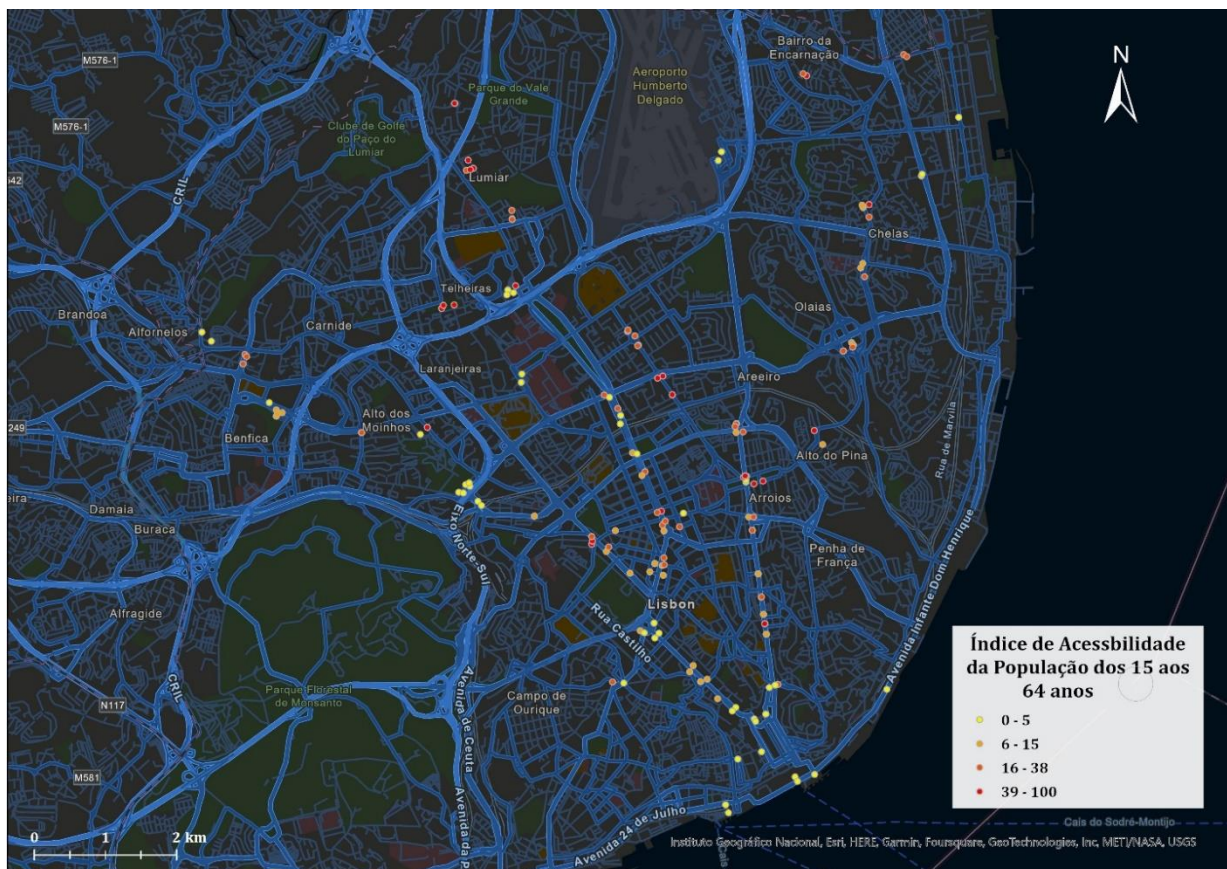 M576-1
Bairro da
Encarnação
N
Aeroporto
Humberto
Delgado
Parque do Vale
Grande
M576-1
Clube de Golfe
do Paço do
Lumiar
Lumiar
CRIL
Chelas
Telheiras
Olaias
Brandoa
Alfornelos
Carnide
Laranjeiras
Areeiro
Alto dos
Moinhos
249
Benfica
Alto do Pina
Rua de Marvila
Arroios
eira
Damaia
Buraca
Eixo Norte-Sul
Penha de
França
Avenida Infante Dom Henrique
Alfragide
Lisbon
Rua Castilho
CRIL
Parque Florestal
de Monsanto
N117
Campo de
Ourique
Avenida de Ceuta
M581
Avenida da P
Avenida 24 de Julho
Cais
Índice de Acessbilidade
da População dos 15 aos
64 anos
0 - 5
6 - 15
16 - 38
39 - 100
Cais do Sodré-Montijo
0 1 2 km
Instituto Geográfico Nacional, Esri, HERE, Garmin, Foursquare, GeoTechnologies, Inc, METI/NASA, USGS